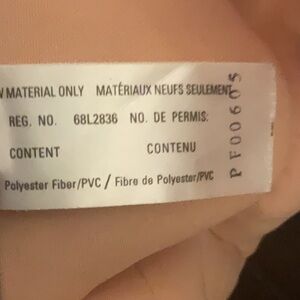 MATERIAL ONLY MATÉRIAUX NEUFS SEULEMENT
REG. NO. 68L2836 NO. DE PERMIS:
CONTENT CONTENU
Polyester Fiber/PVC / Fibre de Polyester/PVC
PF00605